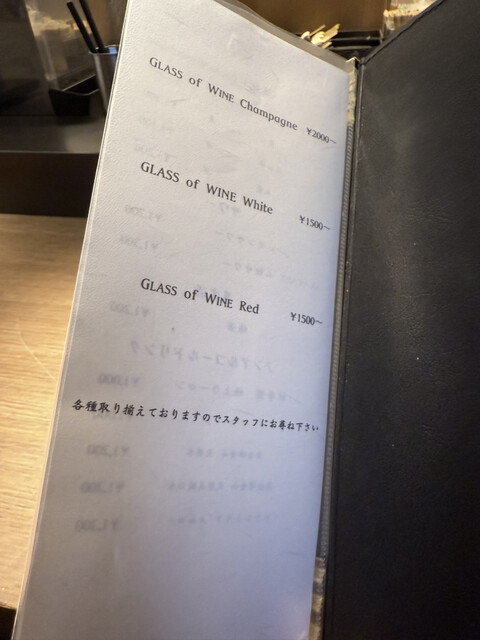 GLASS of WINE Champagne ¥2000～
GLASS of WINE White ¥1500～
GLASS of WINE Red ¥1500～
各種取り揃えておりますのでスタッフにお尋ね下さい